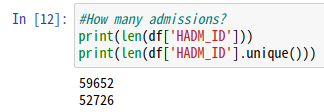 In [12]:
#How many admissions?
print(len(df['HADM_ID']))
print(len(df['HADM_ID'].unique()))
59652
52726